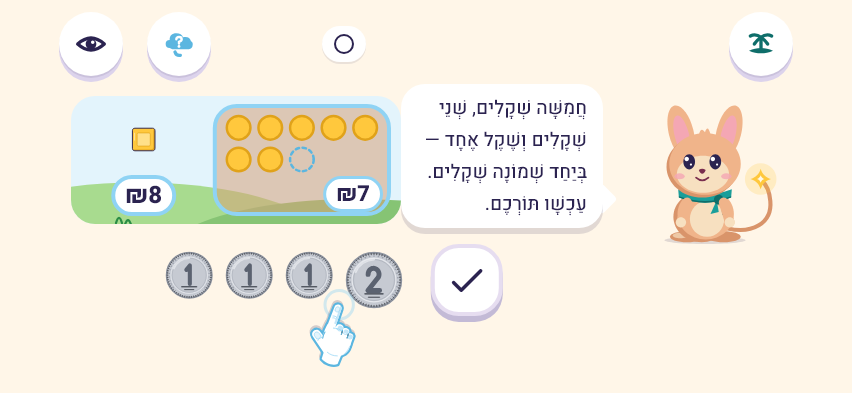 ?
חֲמִשָּׁה שְׁקָלִים, שְׁנֵי
שְׁקָלִים וְשֶׁקֶל אֶחָד –
בְּיַחַד שְׁמוֹנָה שְׁקָלִים.
עַכְשָׁו תּוֹרְכֶם.
₪8
₪7
1 1 1 2